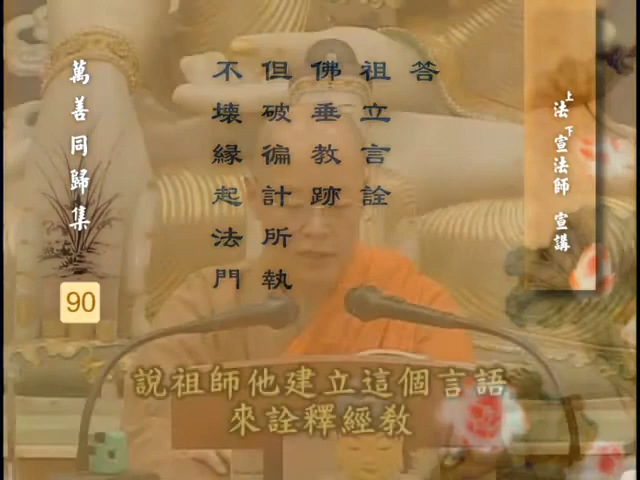 上法下宣法師 宣講
答
祖立言詮
佛垂教跡
但破徧計所執
不壞緣起法門
萬善同歸集
90
說祖師他建立這個言語
來詮釋經教